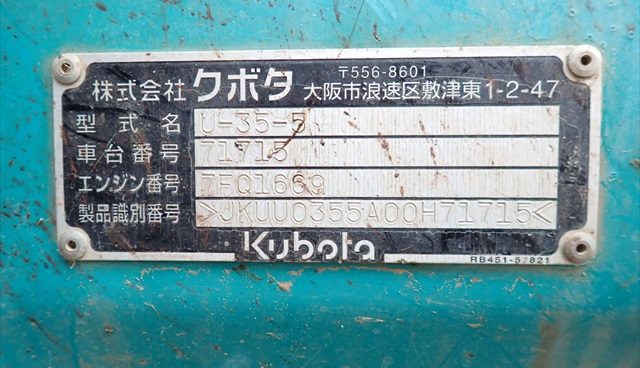 〒556-8601
株式会社 クボタ 大阪市浪速区敷津東1-2-47
型式名 U-35-5
車台番号 71715
エンジン番号 7FQ1669
製品識別番号 >JKUU0355A00H71715<
Kubota
RB451-57821